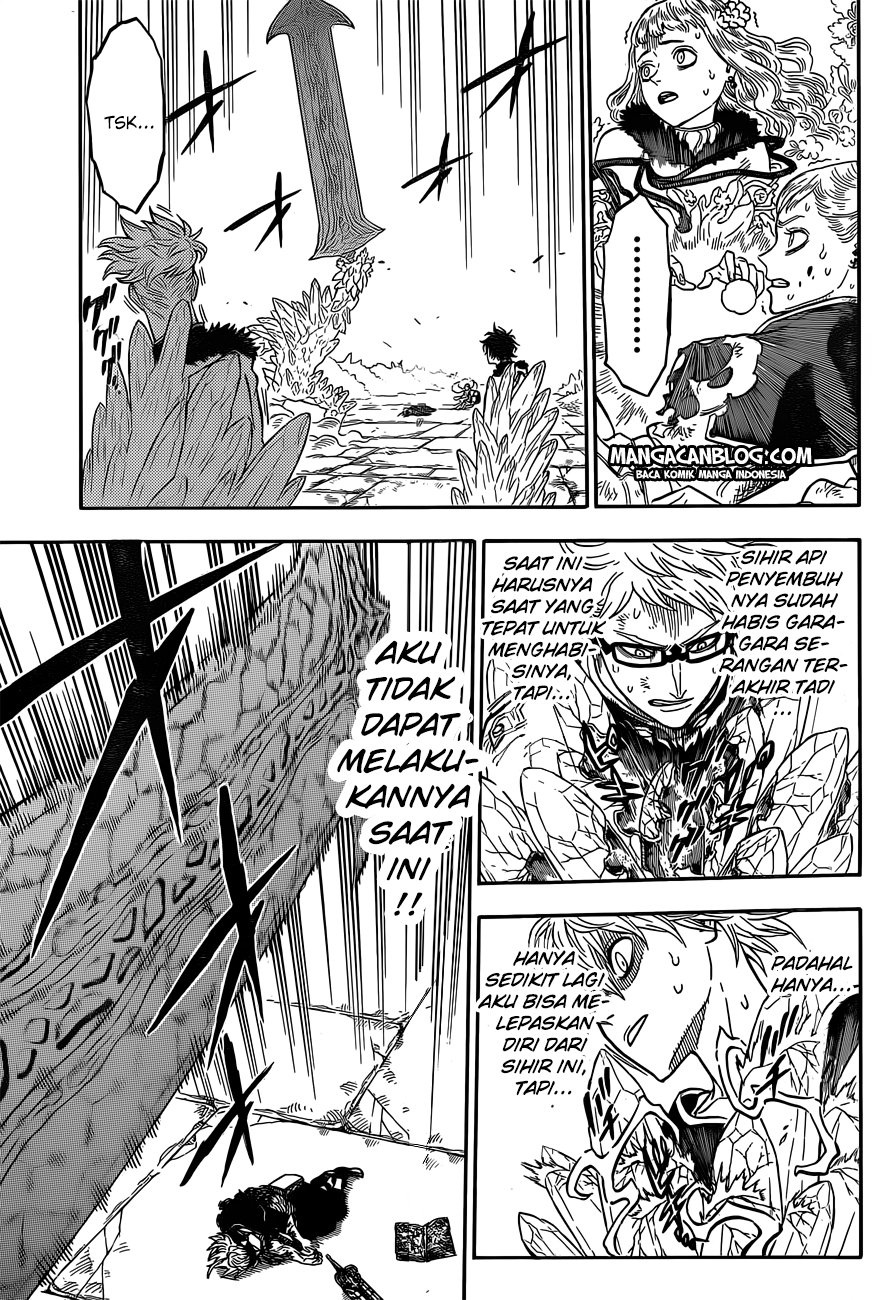 ..........
MANGACANBLOG.COM
BACA KOMIK MANGA INDONESIA
TSK...
SIHIR API
PENYEMBUH
NYA SUDAH
HABIS GARA-
GARA SE-
RANGAN TER-
AKHIR TADI
...
SAAT INI
HARUSNYA
SAAT YANG
TEPAT UNTUK
MENGHABI-
SINYA,
TAPI...
PADAHAL
HANYA...
HANYA
SEDIKIT LAGI
AKU BISA ME-
LEPASKAN
DIRI DARI
SIHIR INI,
TAPI...
AKU
TIDAK
DAPAT
MELAKU-
KANNYA
SAAT
INI
!!